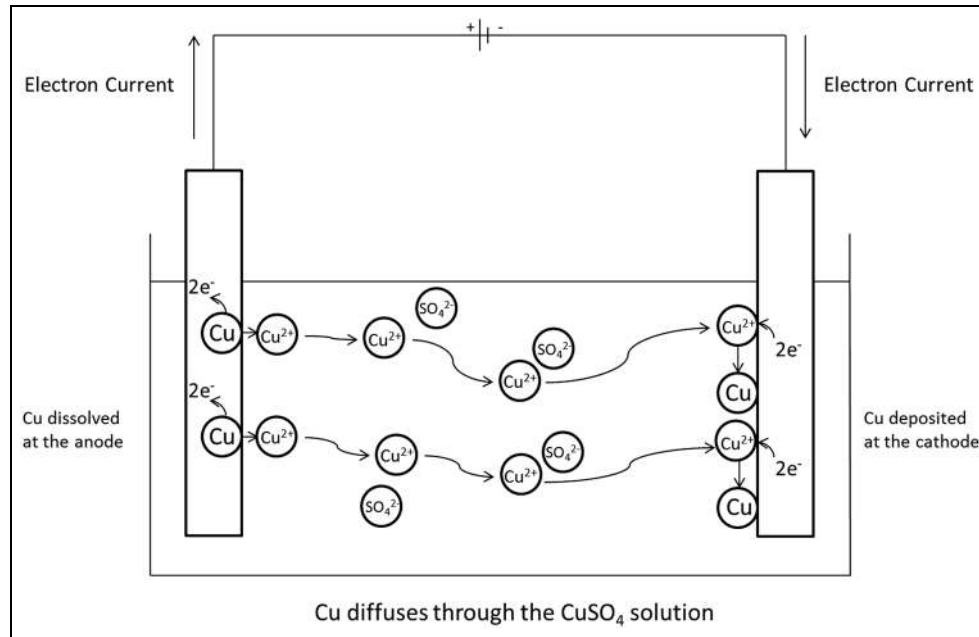 + -
Electron Current
Electron Current
2e⁻
SO₄²⁻
Cu
Cu²⁺
Cu²⁺
Cu²⁺
SO₄²⁻
Cu²⁺
2e⁻
Cu
2e⁻
Cu dissolved
at the anode
Cu
Cu²⁺
Cu²⁺
SO₄²⁻
Cu²⁺
SO₄²⁻
Cu²⁺
2e⁻
Cu
Cu deposited
at the cathode
Cu diffuses through the CuSO₄ solution